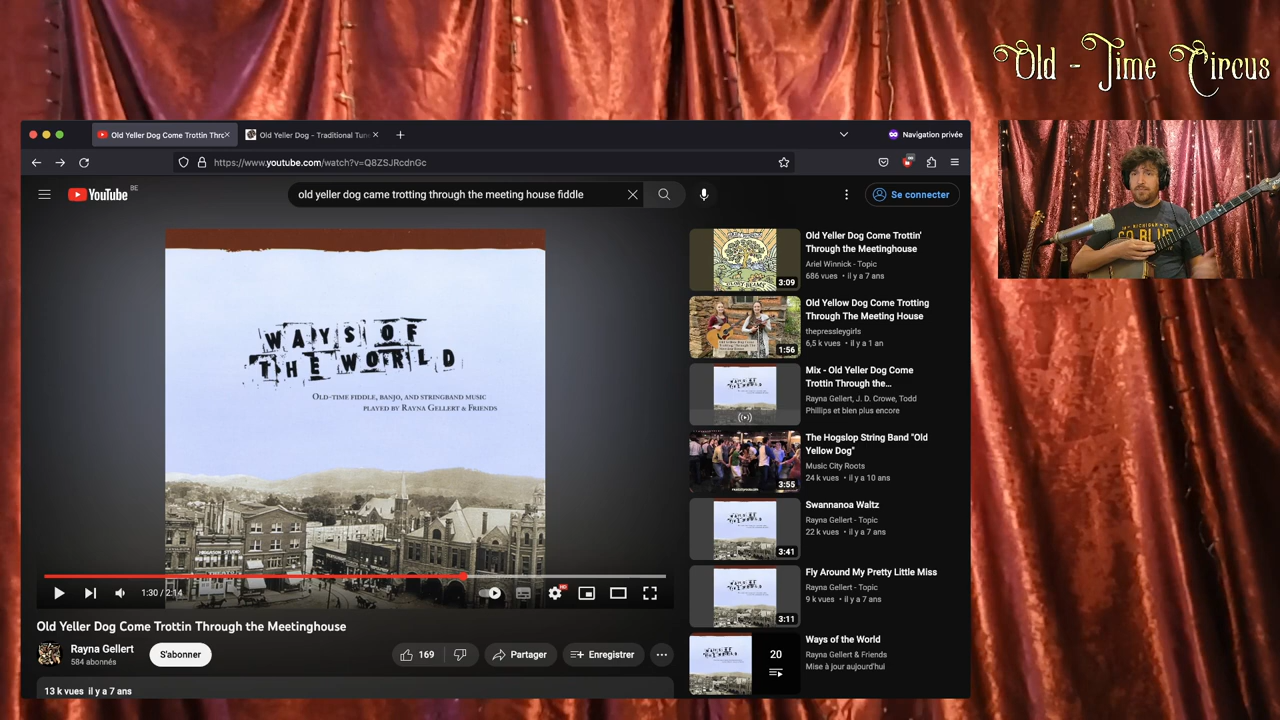 Old - Time Circus
Old Yeller Dog Come Trottin Thro
Old Yeller Dog - Traditional Tune
Navigation privée
https://www.youtube.com/watch?v=Q8ZSJRcdnGc
YouTube BE
old yeller dog came trotting through the meeting house fiddle
Se connecter
WAYS OF
THE WORLD
Old-time fiddle, banjo, and stringband music
played by Rayna Gellert & Friends
1:30 / 2:14
HD
Old Yeller Dog Come Trottin Through the Meetinghouse
Rayna Gellert
584 abonnés
S'abonner
169
Partager
Enregistrer
13 k vues il y a 7 ans
3:09
Old Yeller Dog Come Trottin'
Through the Meetinghouse
Ariel Winnick - Topic
686 vues • il y a 7 ans
1:56
Old Yellow Dog Come Trotting
Through The Meeting House
thepressleygirls
6,5 k vues • il y a 1 an
Mix - Old Yeller Dog Come
Trottin Through the...
Rayna Gellert, J. D. Crowe, Todd
Phillips et bien plus encore
3:55
The Hogslop String Band "Old
Yellow Dog"
Music City Roots
24 k vues • il y a 10 ans
3:41
Swannanoa Waltz
Rayna Gellert - Topic
22 k vues • il y a 7 ans
3:11
Fly Around My Pretty Little Miss
Rayna Gellert - Topic
9 k vues • il y a 7 ans
20
Ways of the World
Rayna Gellert & Friends
Mise à jour aujourd'hui
MICHIGAN
GO BLUE